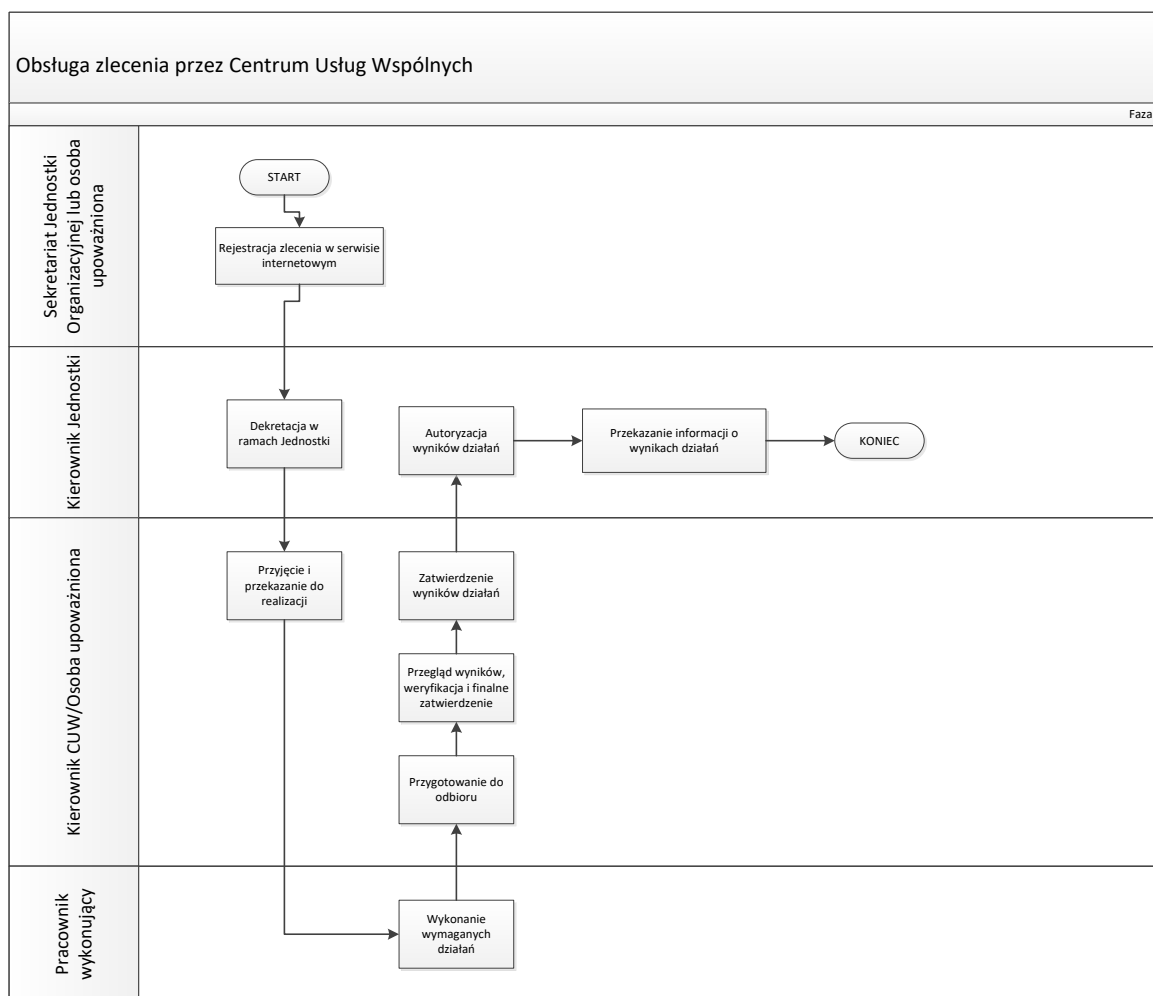 Obsługa zlecenia przez Centrum Usług Wspólnych
Faza
Sekretariat Jednostki
Organizacyjnej lub osoba
upoważniona
START
Rejestracja zlecenia w serwisie
internetowym
Kierownik Jednostki
Dekretacja w
ramach Jednostki
Autoryzacja
wyników działań
Przekazanie informacji o
wynikach działań
KONIEC
Kierownik CUW/Osoba upoważniona
Przyjęcie i
przekazanie do
realizacji
Zatwierdzenie
wyników działań
Przegląd wyników,
weryfikacja i finalne
zatwierdzenie
Przygotowanie do
odbioru
Pracownik
wykonujący
Wykonanie
wymaganych
działań